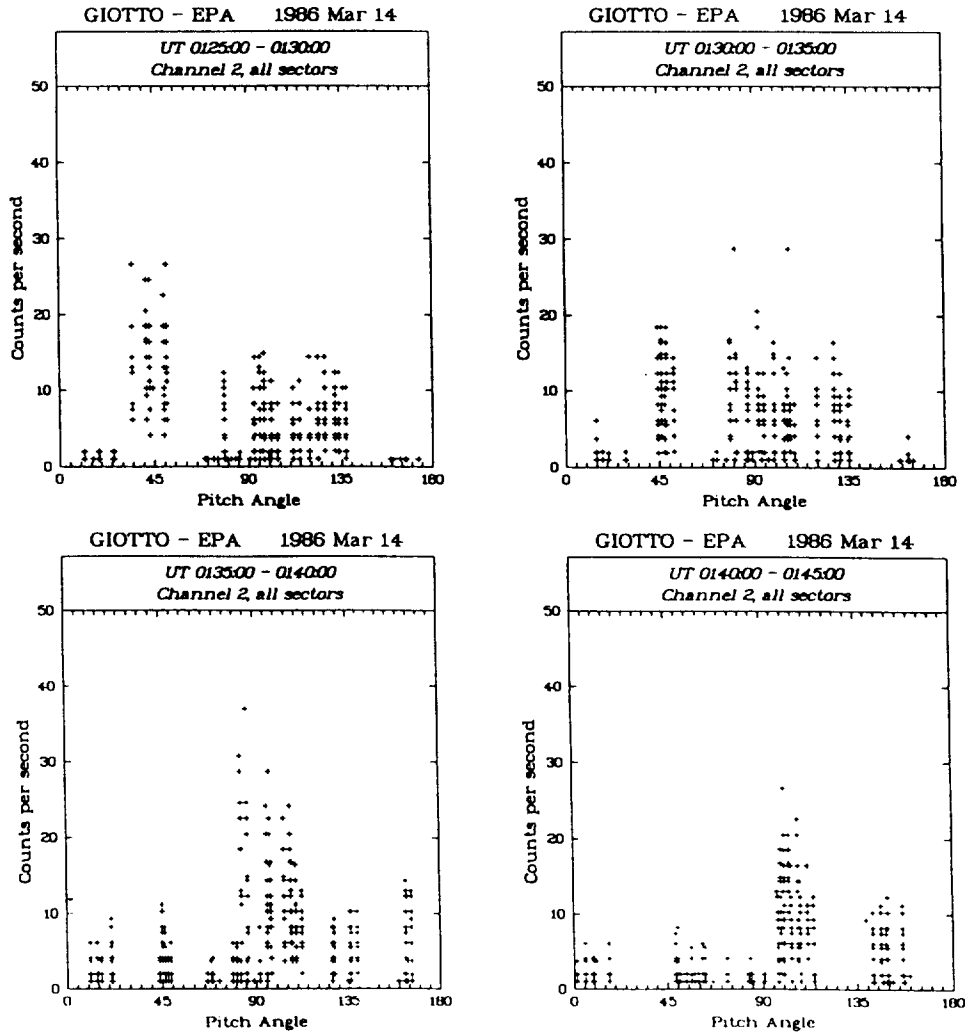 GIOTTO - EPA 1986 Mar 14
UT 0125:00 - 0130:00
Channel 2, all sectors
50
40
30
20
10
0
Counts per second
0 45 90 135 180
Pitch Angle
GIOTTO - EPA 1986 Mar 14
UT 0130:00 - 0135:00
Channel 2, all sectors
50
40
30
20
10
0
Counts per second
0 45 90 135 180
Pitch Angle
GIOTTO - EPA 1986 Mar 14
UT 0135:00 - 0140:00
Channel 2, all sectors
50
40
30
20
10
0
Counts per second
0 45 90 135 180
Pitch Angle
GIOTTO - EPA 1986 Mar 14
UT 0140:00 - 0145:00
Channel 2, all sectors
50
40
30
20
10
0
Counts per second
0 45 90 135 180
Pitch Angle